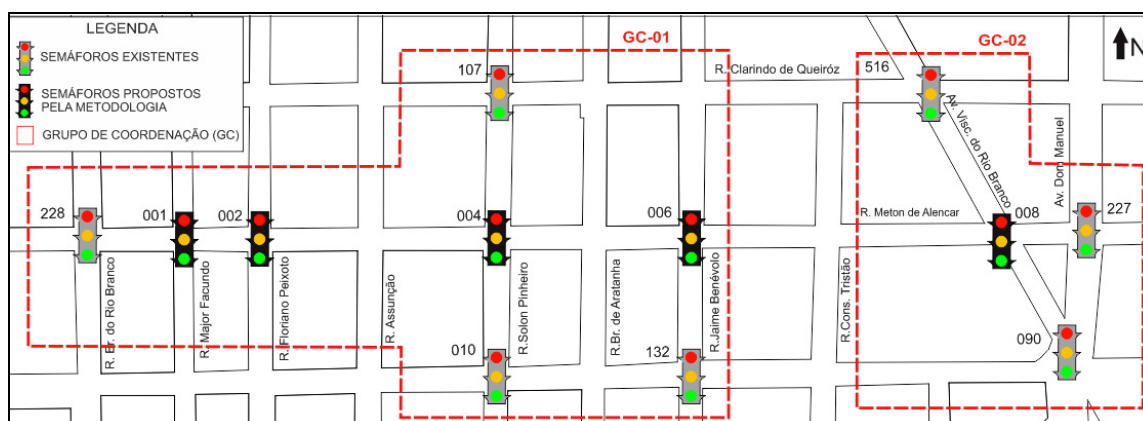 LEGENDA
SEMÁFOROS EXISTENTES
SEMÁFOROS PROPOSTOS
PELA METODOLOGIA
GRUPO DE COORDENAÇÃO (GC)
GC-01
GC-02
N
107
R. Clarindo de Queiróz
516
Av. Visc. do Rio Branco
Av. Dom Manuel
228
001
002
004
006
R. Meton de Alencar
008
227
R. Br. do Rio Branco
R. Major Facundo
R. Floriano Peixoto
R. Assunção
R.Solon Pinheiro
R.Br. de Aratanha
R.Jaime Benévolo
R.Cons. Tristão
010
132
090